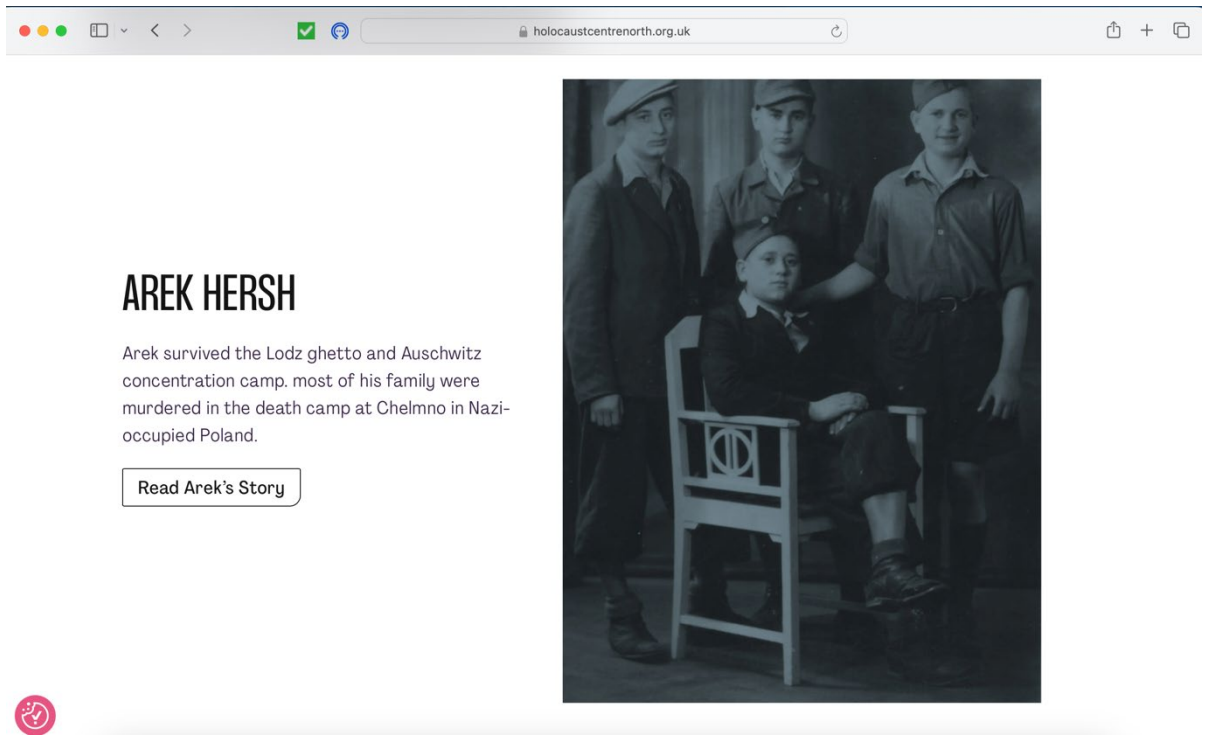 holocaustcentrenorth.org.uk
AREK HERSH
Arek survived the Lodz ghetto and Auschwitz
concentration camp. most of his family were
murdered in the death camp at Chelmno in Nazi-
occupied Poland.
Read Arek’s Story